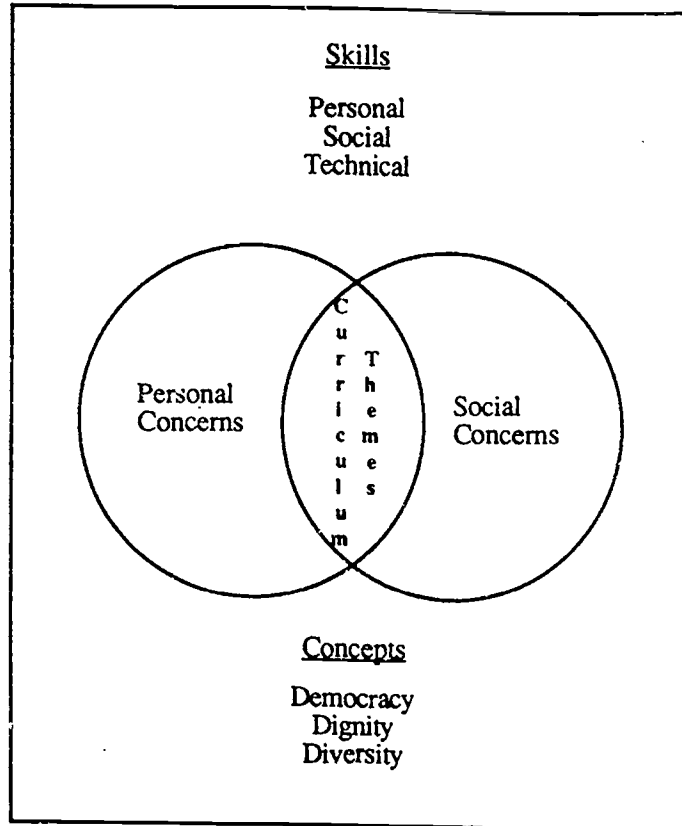 Skills
Personal
Social
Technical
Curriculum
Themes
Personal
Concerns
Social
Concerns
Concepts
Democracy
Dignity
Diversity